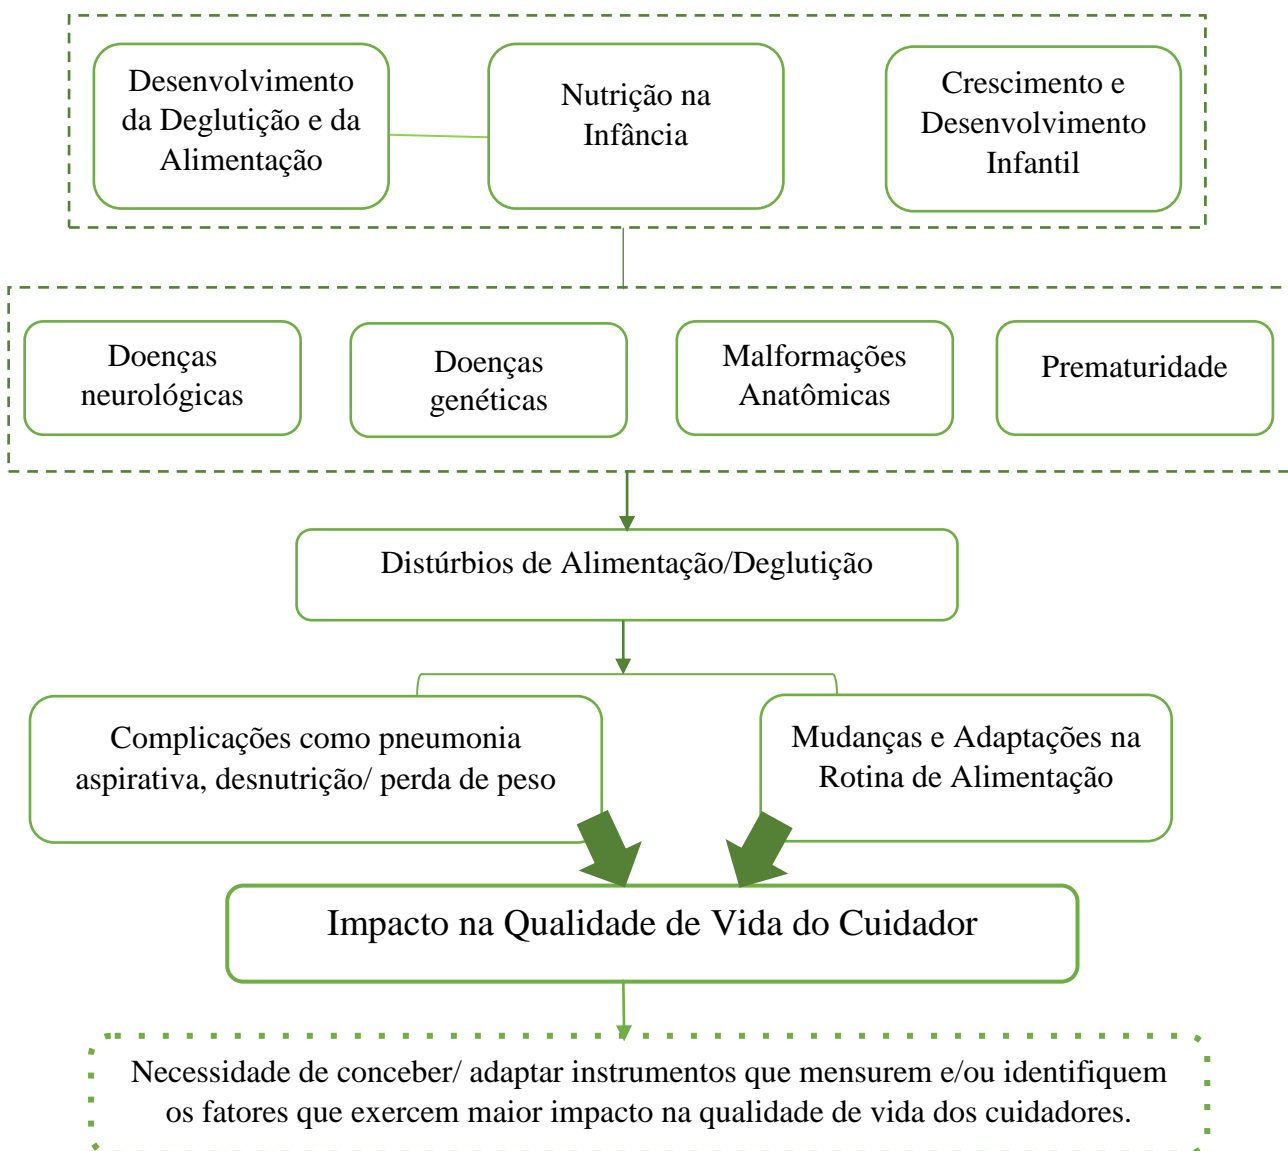 Desenvolvimento
da Deglutição e da
Alimentação
Nutrição na
Infância
Crescimento e
Desenvolvimento
Infantil
Doenças
neurológicas
Doenças
genéticas
Malformações
Anatômicas
Prematuridade
Distúrbios de Alimentação/Deglutição
Complicações como pneumonia
aspirativa, desnutrição/ perda de peso
Mudanças e Adaptações na
Rotina de Alimentação
Impacto na Qualidade de Vida do Cuidador
Necessidade de conceber/ adaptar instrumentos que mensurem e/ou identifiquem
os fatores que exercem maior impacto na qualidade de vida dos cuidadores.